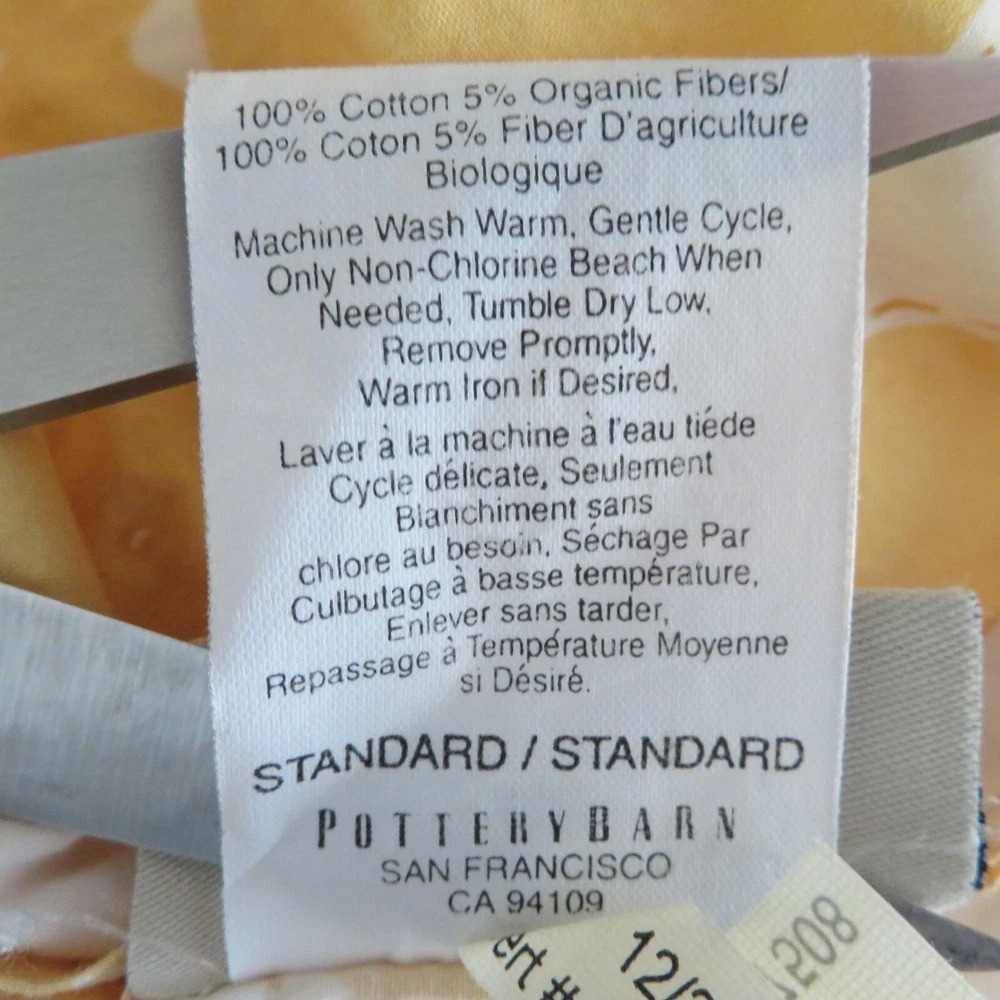 100% Cotton 5% Organic Fibers/
100% Coton 5% Fiber D'agriculture
Biologique
Machine Wash Warm, Gentle Cycle,
Only Non-Chlorine Beach When
Needed, Tumble Dry Low,
Remove Promptly,
Warm Iron if Desired,
Laver à la machine à l'eau tiéde
Cycle délicate, Seulement
Blanchiment sans
chlore au besoin, Séchage Par
Culbutage à basse température,
Enlever sans tarder,
Repassage à Température Moyenne
si Désiré.
STANDARD / STANDARD
POTTERYBARN
SAN FRANCISCO
CA 94109
#